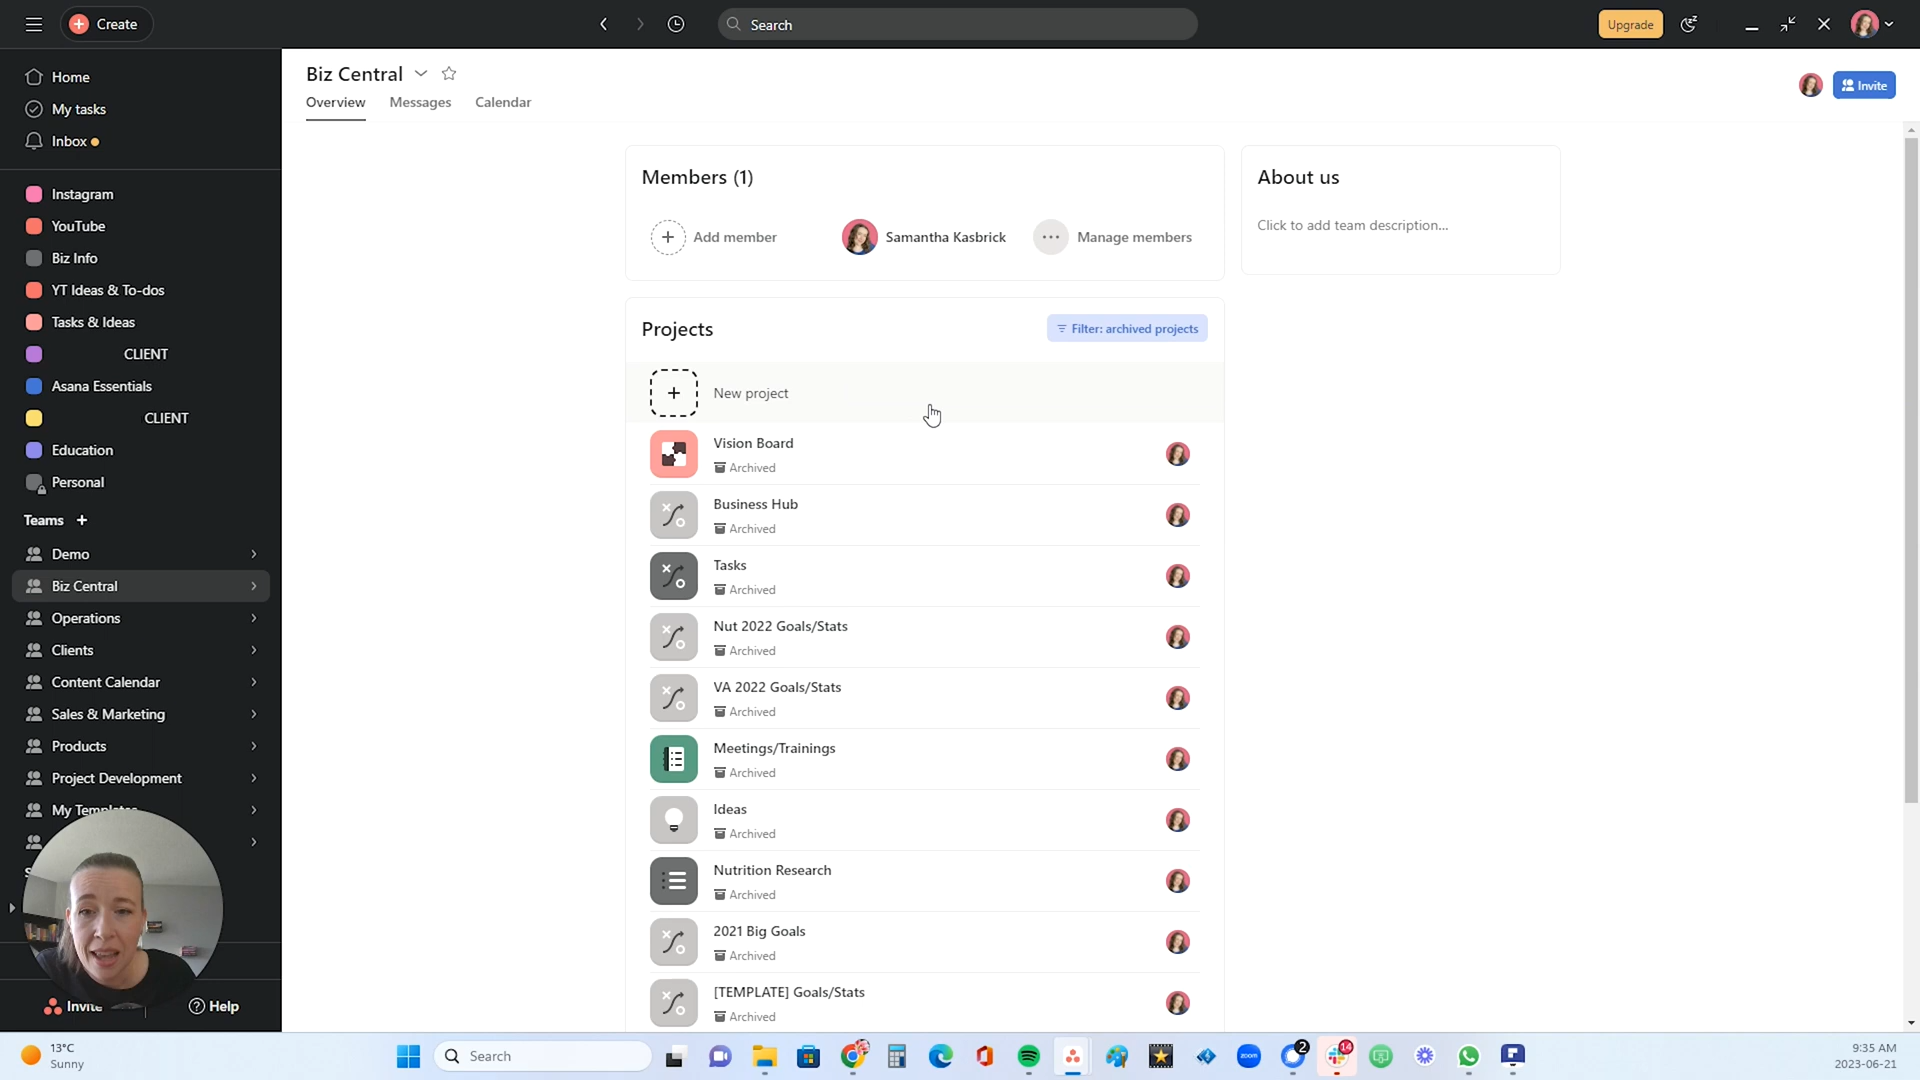 Create
Search
Upgrade
Home
My tasks
Inbox
Instagram
YouTube
Biz Info
YT Ideas & To-dos
Tasks & Ideas
CLIENT
Asana Essentials
CLIENT
Education
Personal
Teams +
Demo
Biz Central
Operations
Clients
Content Calendar
Sales & Marketing
Products
Project Development
My Templates
Invite
Help
Biz Central
Overview Messages Calendar
Invite
Members (1)
Add member
Samantha Kasbrick
Manage members
About us
Click to add team description...
Projects
Filter: archived projects
New project
Vision Board
Archived
Business Hub
Archived
Tasks
Archived
Nut 2022 Goals/Stats
Archived
VA 2022 Goals/Stats
Archived
Meetings/Trainings
Archived
Ideas
Archived
Nutrition Research
Archived
2021 Big Goals
Archived
[TEMPLATE] Goals/Stats
Archived
13°C
Sunny
Search
zoom
2
14
9:35 AM
2023-06-21